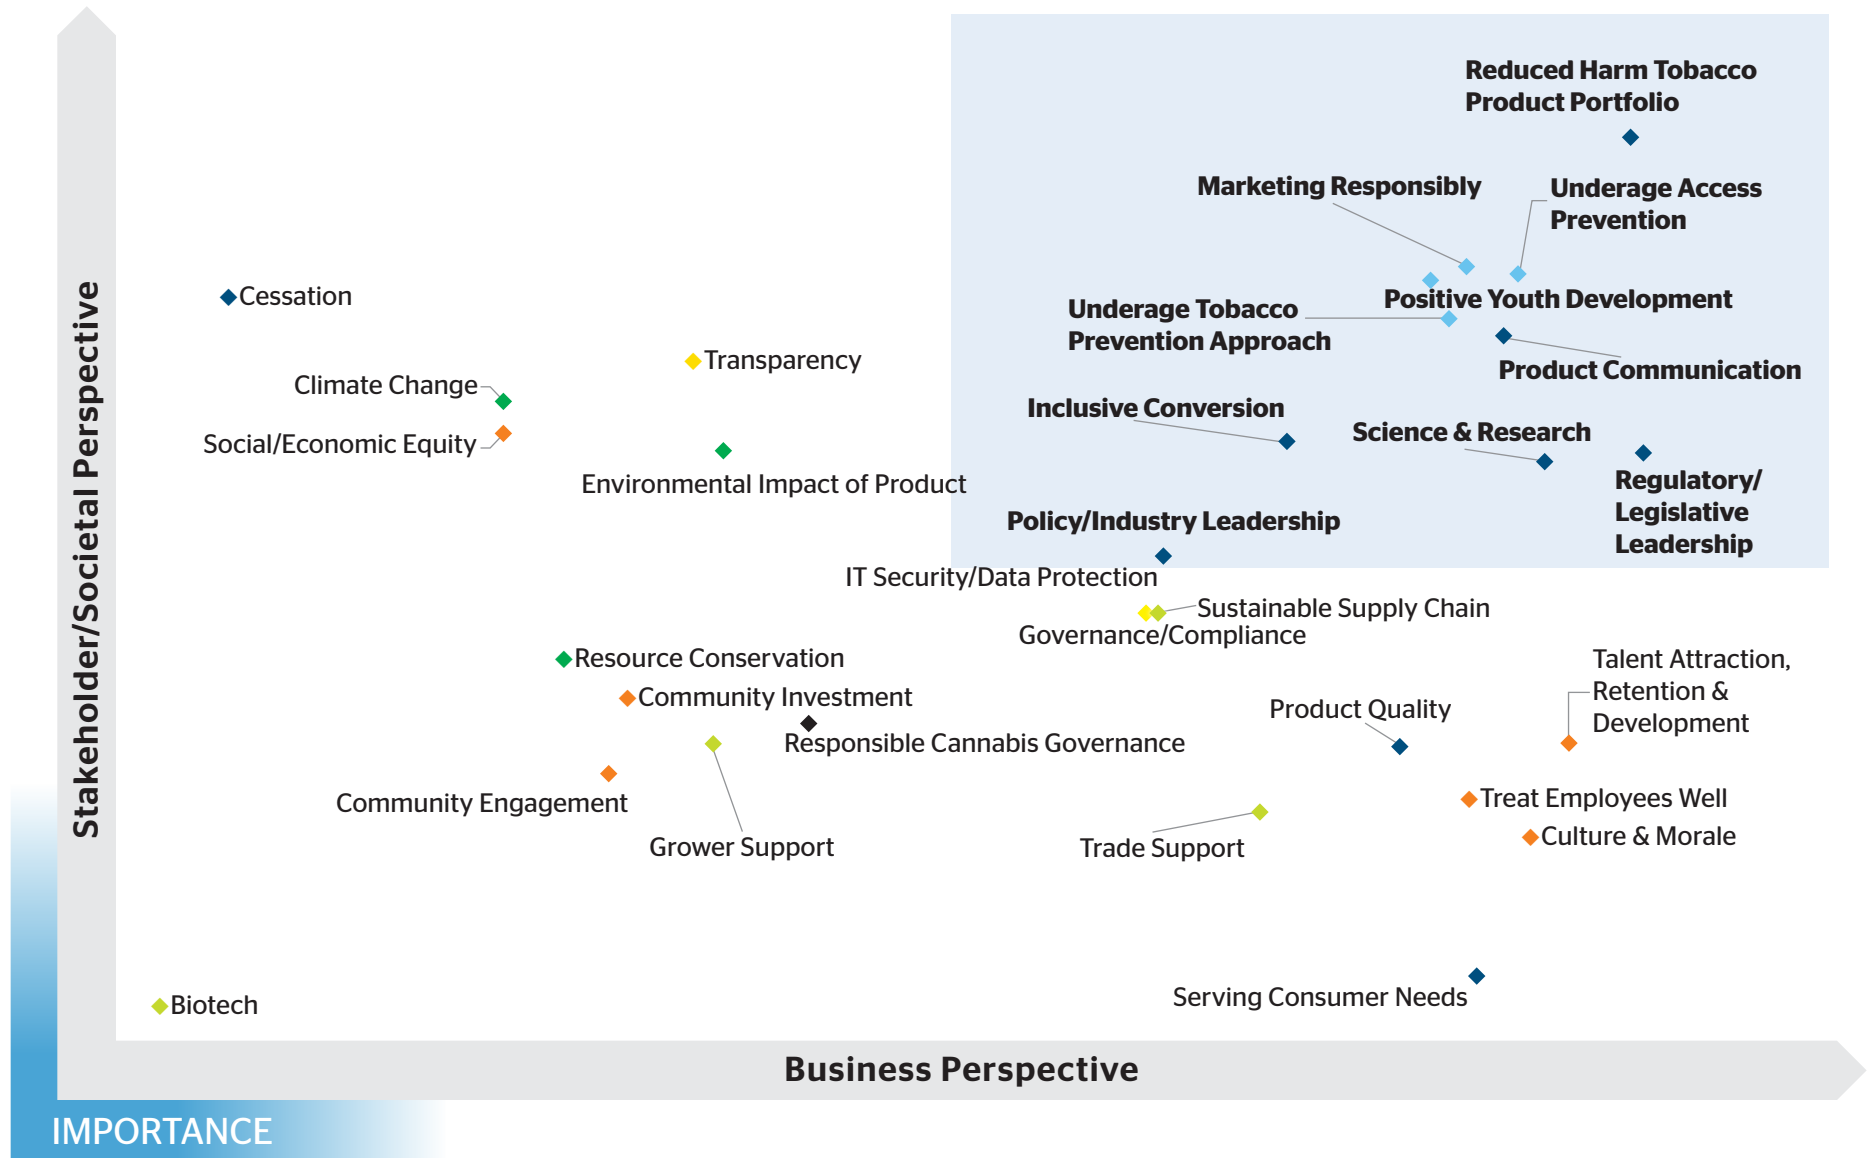 Reduced Harm Tobacco
Product Portfolio
Marketing Responsibly
Underage Access
Prevention
Cessation
Positive Youth Development
Underage Tobacco
Prevention Approach
Transparency
Product Communication
Climate Change
Inclusive Conversion
Social/Economic Equity
Science & Research
Environmental Impact of Product
Regulatory/
Legislative
Leadership
Policy/Industry Leadership
IT Security/Data Protection
Sustainable Supply Chain
Governance/Compliance
Resource Conservation
Talent Attraction,
Retention &
Development
Community Investment
Product Quality
Responsible Cannabis Governance
Community Engagement
Treat Employees Well
Culture & Morale
Grower Support
Trade Support
Serving Consumer Needs
Biotech
Stakeholder/Societal Perspective
Business Perspective
IMPORTANCE